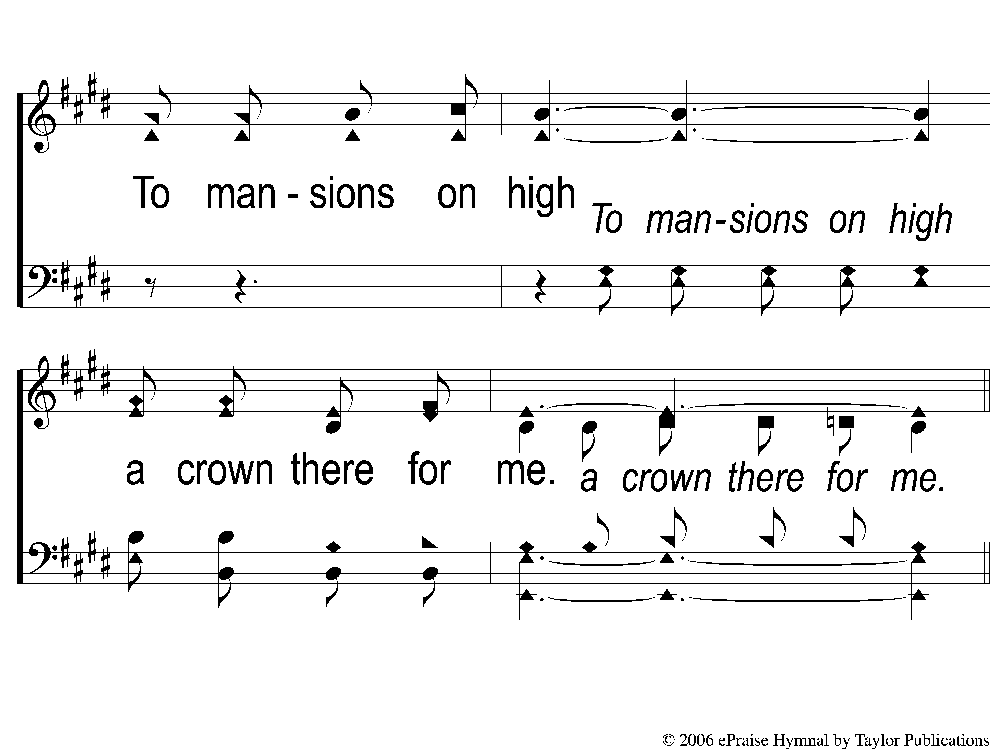 To man - sions on high
To man - sions on high
a crown there for me.
a crown there for me.
© 2006 ePraise Hymnal by Taylor Publications